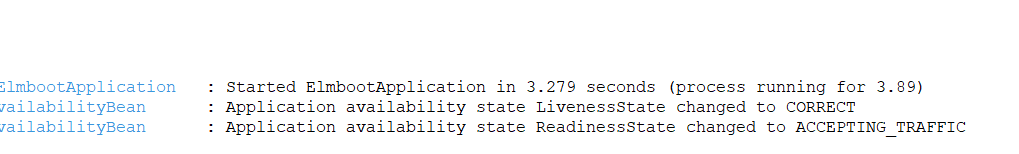 ElmbootApplication : Started ElmbootApplication in 3.279 seconds (process running for 3.89)
vailabilityBean : Application availability state LivenessState changed to CORRECT
vailabilityBean : Application availability state ReadinessState changed to ACCEPTING_TRAFFIC